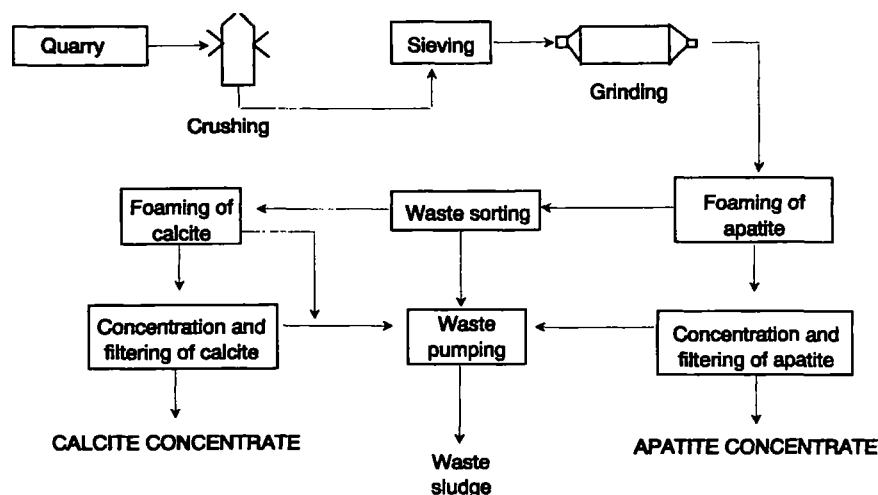 Quarry
Crushing
Sieving
Grinding
Foaming of
calcite
Waste sorting
Foaming of
apatite
Concentration and
filtering of calcite
Waste
pumping
Concentration and
filtering of apatite
CALCITE CONCENTRATE
Waste
sludge
APATITE CONCENTRATE